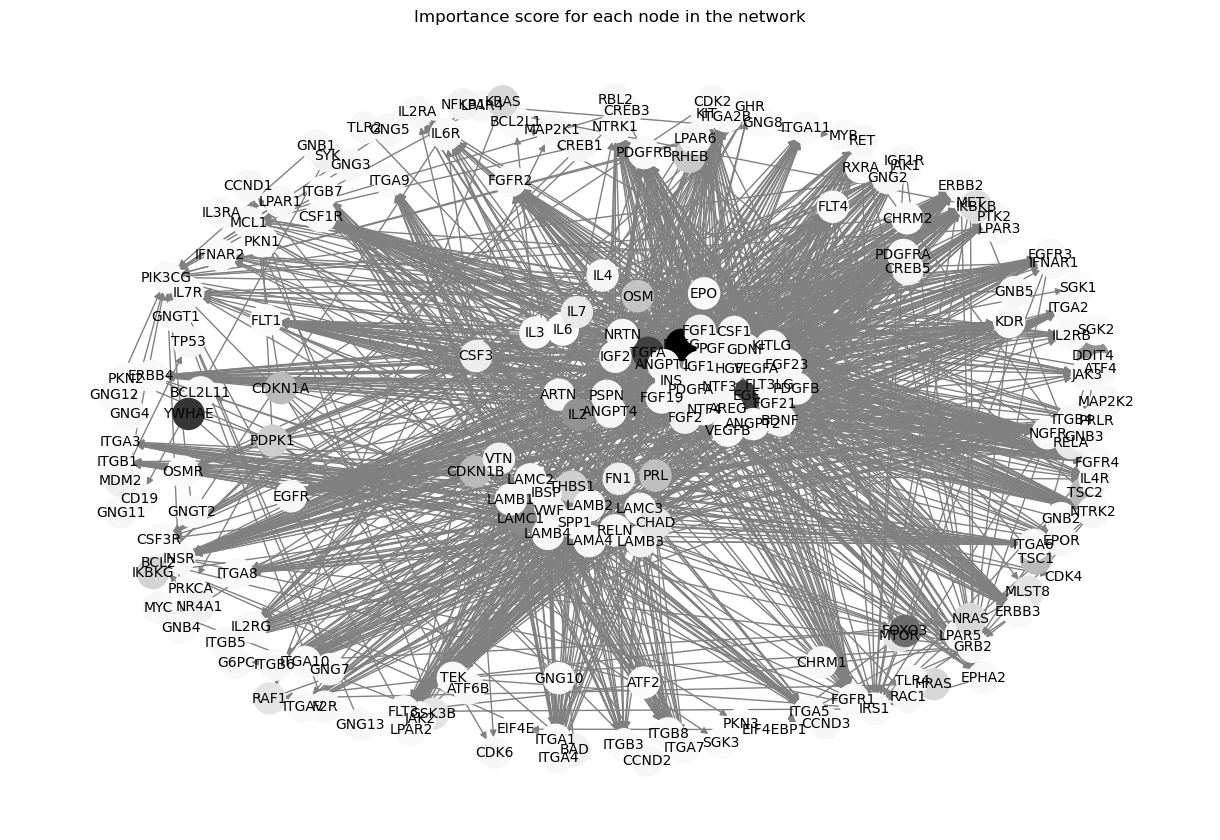 Importance score for each node in the network
IL2RA
LPAR4
KRAS
RBL2
CREB3
CDK2
KIT
ITGA2B
GHR
GNG8
ITGA11
MYB
RET
TLR2
GNG5
IL6R
BCL2L1
MAP2K1
CREB1
NTRK1
PDGFRB
LPAR6
RHEB
GNB1
SYK
GNG3
ITGA9
FGFR2
RXRA
GNG2
IGF1R
JAK1
CCND1
LPAR1
ITGB7
CSF1R
IL3RA
MCL1
PKN1
IFNAR2
FLT4
CHRM2
ERBB2
MET
IKBKB
PTK2
LPAR3
PIK3CG
IL7R
IL4
OSM
EPO
PDGFRA
CREB5
FGFR3
IFNAR1
GNB5
SGK1
ITGA2
GNGT1
TP53
FLT1
IL3
IL6
IL7
NRTN
FGF1
CSF1
KITLG
KDR
IL2RB
SGK2
DDIT4
ATF4
JAK3
PKN2
ERBB4
GNG12
BCL2L11
CDKN1A
CSF3
IGF2
TGFA
ANGPT1
PGF
GDNF
IGF1
HGF
VEGFA
FGF23
INS
FLT3LG
PDGFB
GNG4
YWHAE
ARTN
PSPN
IL2
ANGPT4
FGF19
PDGFA
NTF3
EGF
NTF4
AREG
FGF21
FGF2
VEGFB
ANGPT2
BDNF
MAP2K2
ITGB4
PRLR
NGFR
GNB3
RELA
ITGA3
ITGB1
MDM2
OSMR
PDPK1
CD19
GNG11
GNGT2
EGFR
VTN
CDKN1B
LAMC2
LAMB1
IBSP
THBS1
FN1
PRL
VWF
LAMB2
LAMC3
LAMC1
SPP1
CHAD
LAMB4
LAMA4
RELN
LAMB3
FGFR4
IL4R
TSC2
NTRK2
GNB2
EPOR
CSF3R
INSR
BCL2
IKBKG
PRKCA
ITGA8
ITGA6
TSC1
CDK4
MLST8
ERBB3
MYC
NR4A1
GNB4
IL2RG
ITGB5
NRAS
FOXO3
MTOR
LPAR5
GRB2
G6PC
ITGB6
ITGA10
GNG7
TEK
ATF6B
GNG10
ATF2
CHRM1
EPHA2
TLR4
HRAS
RAC1
RAF1
ITGAV
F2R
GNG13
FLT3
GSK3B
JAK2
LPAR2
EIF4E
CDK6
ITGA1
BAD
ITGA4
ITGB3
CCND2
ITGB8
ITGA7
SGK3
PKN3
EIF4EBP1
ITGA5
CCND3
FGFR1
IRS1